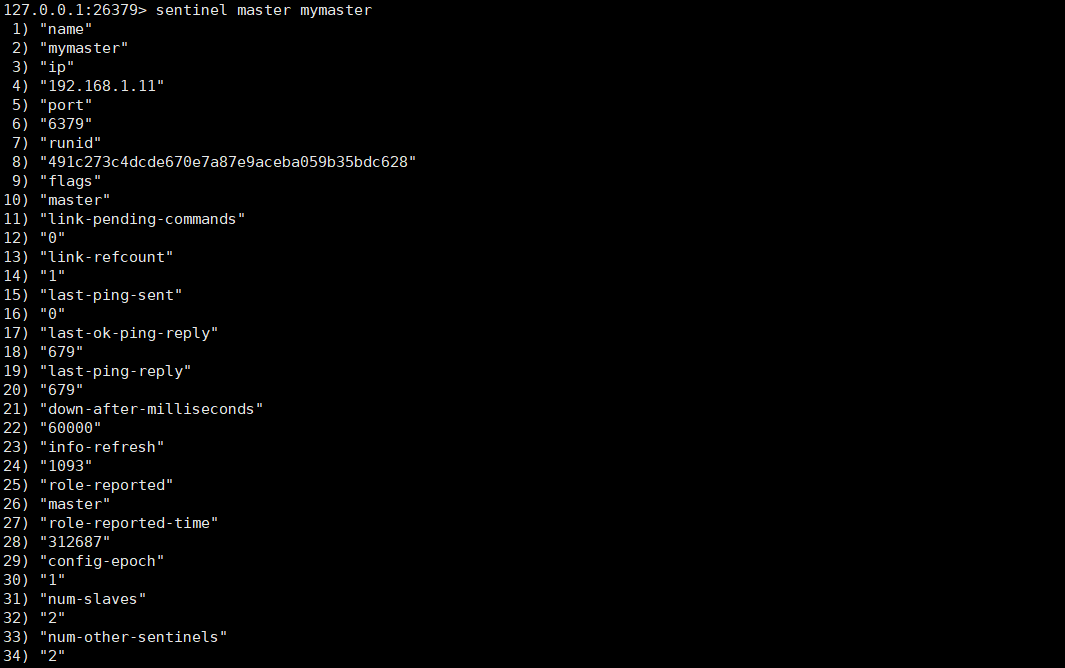 127.0.0.1:26379> sentinel master mymaster
 1) "name"
 2) "mymaster"
 3) "ip"
 4) "192.168.1.11"
 5) "port"
 6) "6379"
 7) "runid"
 8) "491c273c4dcde670e7a87e9aceba059b35bdc628"
 9) "flags"
10) "master"
11) "link-pending-commands"
12) "0"
13) "link-refcount"
14) "1"
15) "last-ping-sent"
16) "0"
17) "last-ok-ping-reply"
18) "679"
19) "last-ping-reply"
20) "679"
21) "down-after-milliseconds"
22) "60000"
23) "info-refresh"
24) "1093"
25) "role-reported"
26) "master"
27) "role-reported-time"
28) "312687"
29) "config-epoch"
30) "1"
31) "num-slaves"
32) "2"
33) "num-other-sentinels"
34) "2"